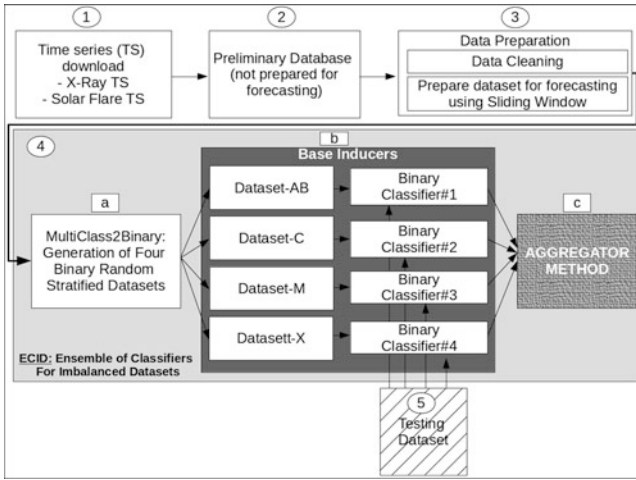 1
Time series (TS)
download
- X-Ray TS
- Solar Flare TS
2
Preliminary Database
(not prepared for
forecasting)
3
Data Preparation
Data Cleaning
Prepare dataset for forecasting
using Sliding Window
4
a
MultiClass2Binary:
Generation of Four
Binary Random
Stratified Datasets
b
Base Inducers
Dataset-AB
Binary
Classifier#1
Dataset-C
Binary
Classifier#2
Dataset-M
Binary
Classifier#3
Datasett-X
Binary
Classifier#4
c
AGGREGATOR
METHOD
ECID: Ensemble of Classifiers
For Imbalanced Datasets
5
Testing
Dataset